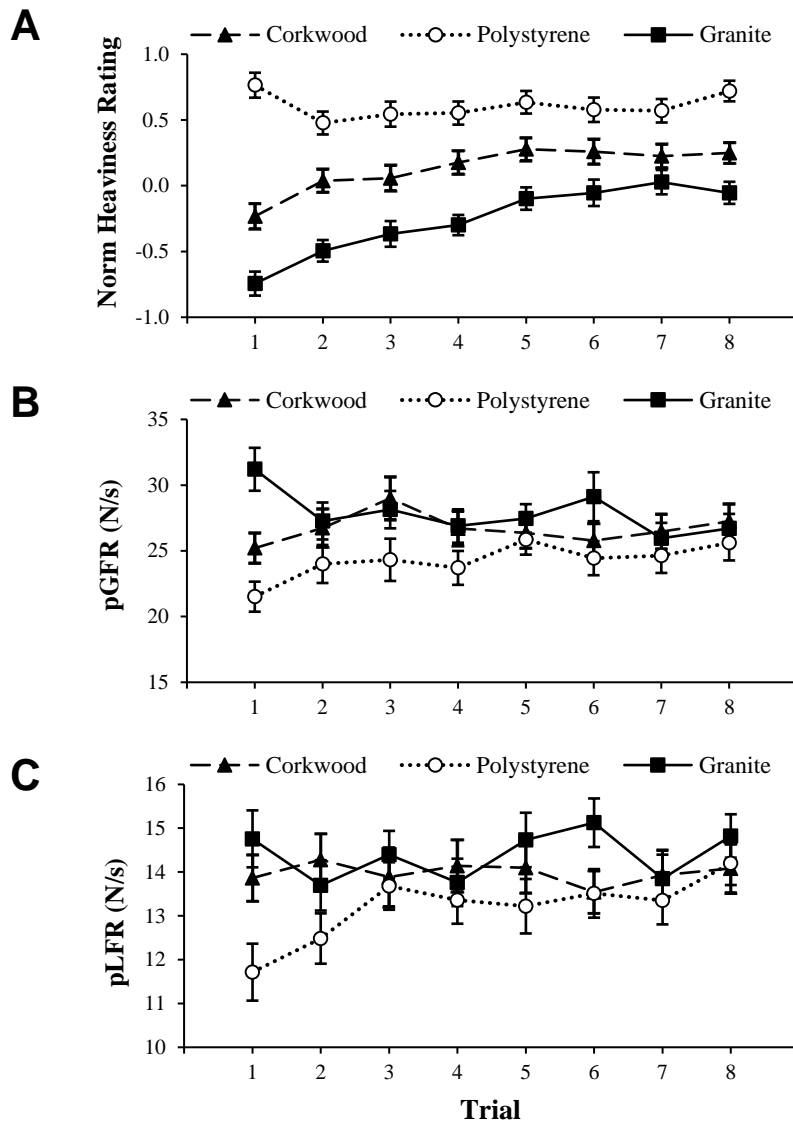 A
Corkwood Polystyrene Granite
Norm Heaviness Rating
1.0
0.5
0.0
-0.5
-1.0
1 2 3 4 5 6 7 8
B
Corkwood Polystyrene Granite
pGFR (N/s)
35
30
25
20
15
1 2 3 4 5 6 7 8
C
Corkwood Polystyrene Granite
pLFR (N/s)
16
15
14
13
12
11
10
1 2 3 4 5 6 7 8
Trial